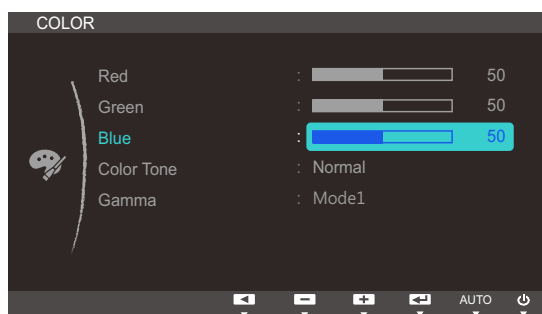 COLOR
Red : 50
Green : 50
Blue : 50
Color Tone : Normal
Gamma : Mode1
AUTO